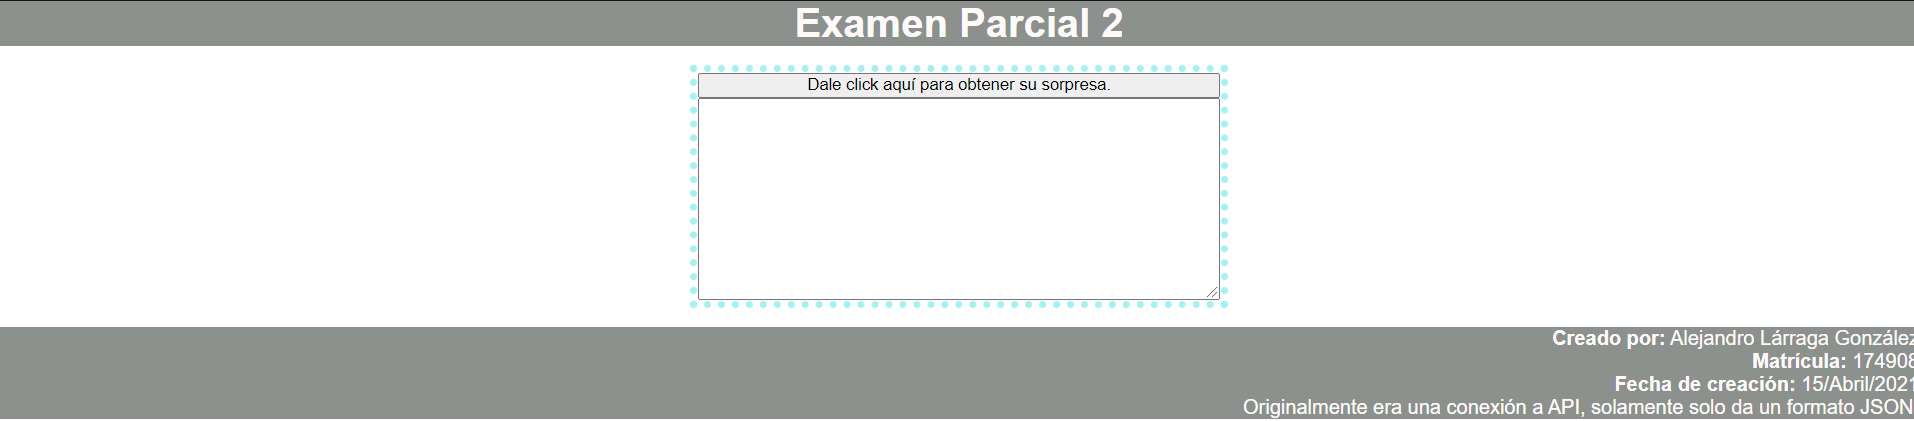 Examen Parcial 2
Dale click aquí para obtener su sorpresa.
Creado por: Alejandro Lárraga González
Matrícula: 174908
Fecha de creación: 15/Abril/2021
Originalmente era una conexión a API, solamente solo da un formato JSON